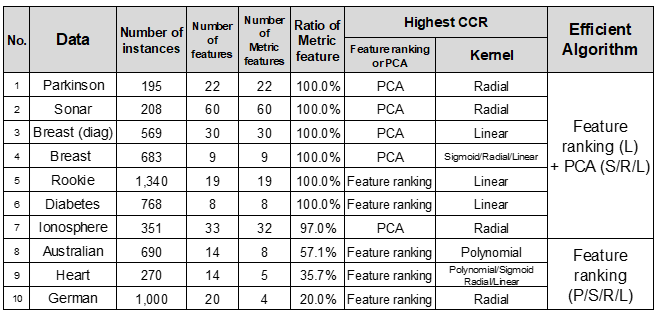 No. Data Number of instances Number of features Number of Metric features Ratio of Metric feature Highest CCR Efficient Algorithm
Feature ranking or PCA Kernel
1 Parkinson 195 22 22 100.0% PCA Radial
2 Sonar 208 60 60 100.0% PCA Radial
3 Breast (diag) 569 30 30 100.0% PCA Linear
4 Breast 683 9 9 100.0% PCA Sigmoid/Radial/Linear
5 Rookie 1,340 19 19 100.0% Feature ranking Linear
6 Diabetes 768 8 8 100.0% Feature ranking Linear
7 Ionosphere 351 33 32 97.0% PCA Radial
Feature ranking (L) + PCA (S/R/L)
8 Australian 690 14 8 57.1% Feature ranking Polynomial
9 Heart 270 14 5 35.7% Feature ranking Polynomial/Sigmoid Radial/Linear
10 German 1,000 20 4 20.0% Feature ranking Radial
Feature ranking (P/S/R/L)